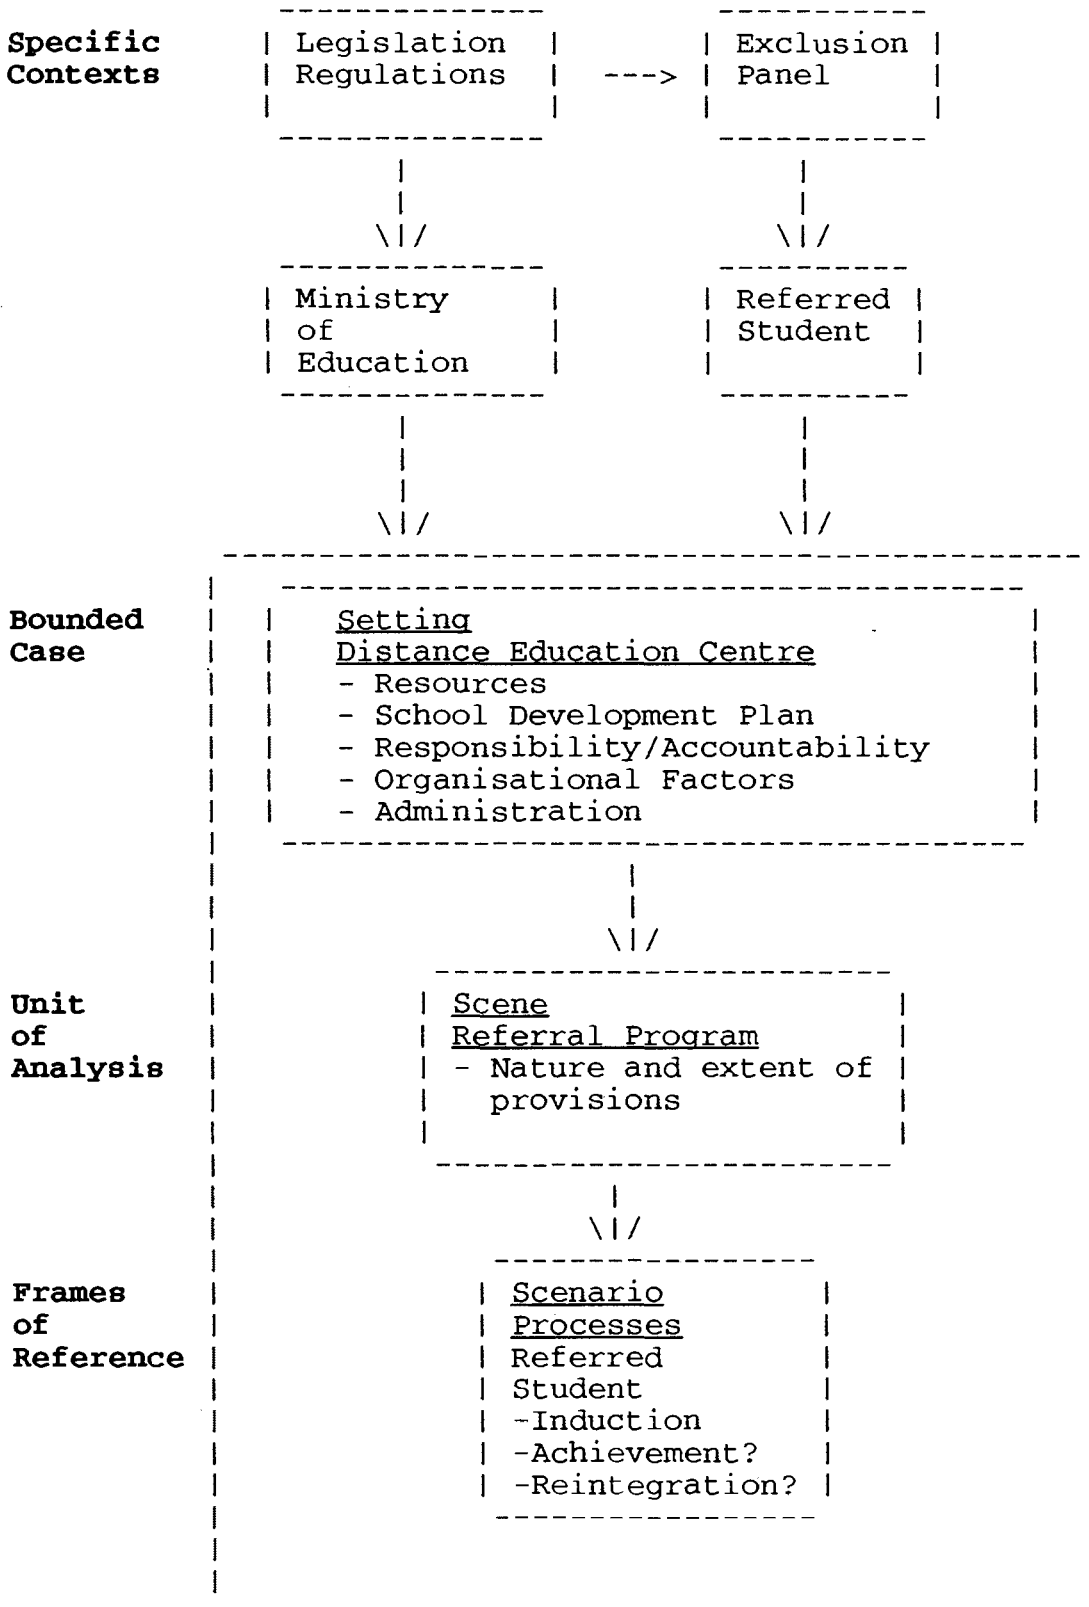 Specific
Contexts
Legislation
Regulations
Exclusion
Panel
Ministry
of
Education
Referred
Student
Bounded
Case
Setting
Distance Education Centre
- Resources
- School Development Plan
- Responsibility/Accountability
- Organisational Factors
- Administration
Unit
of
Analysis
Scene
Referral Program
- Nature and extent of
provisions
Frames
of
Reference
Scenario
Processes
Referred
Student
-Induction
-Achievement?
-Reintegration?